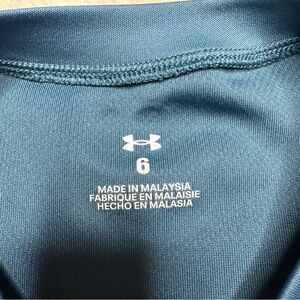 6
MADE IN MALAYSIA
FABRIQUE EN MALAISIE
HECHO EN MALASIA